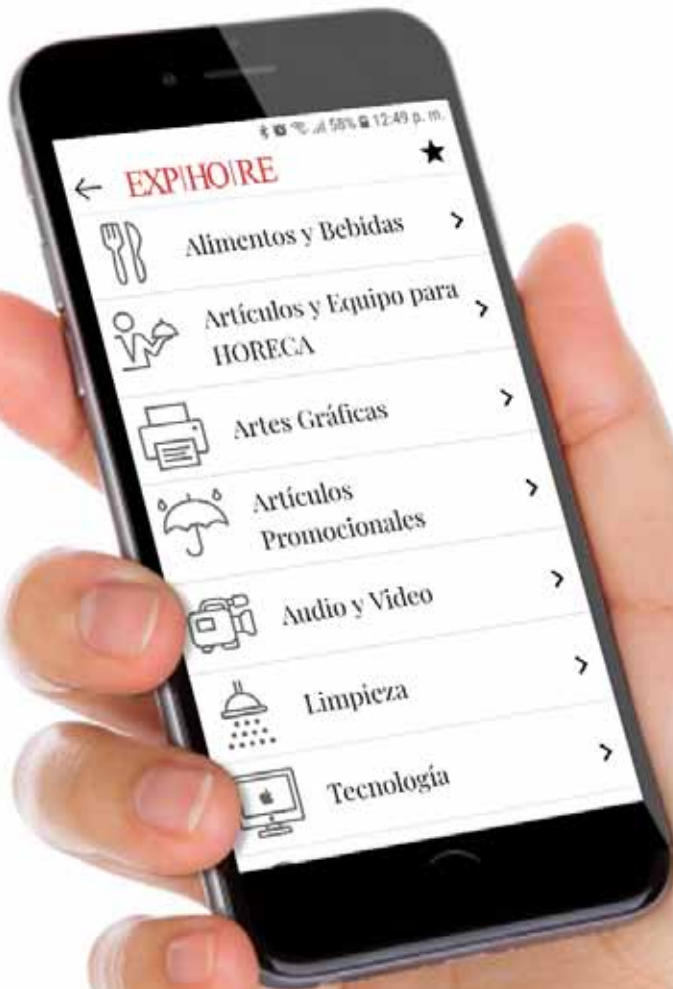 58% 12:49 p. m.
EXP|HO|RE
Alimentos y Bebidas
Artículos y Equipo para
HORECA
Artes Gráficas
Artículos
Promocionales
Audio y Video
Limpieza
Tecnología